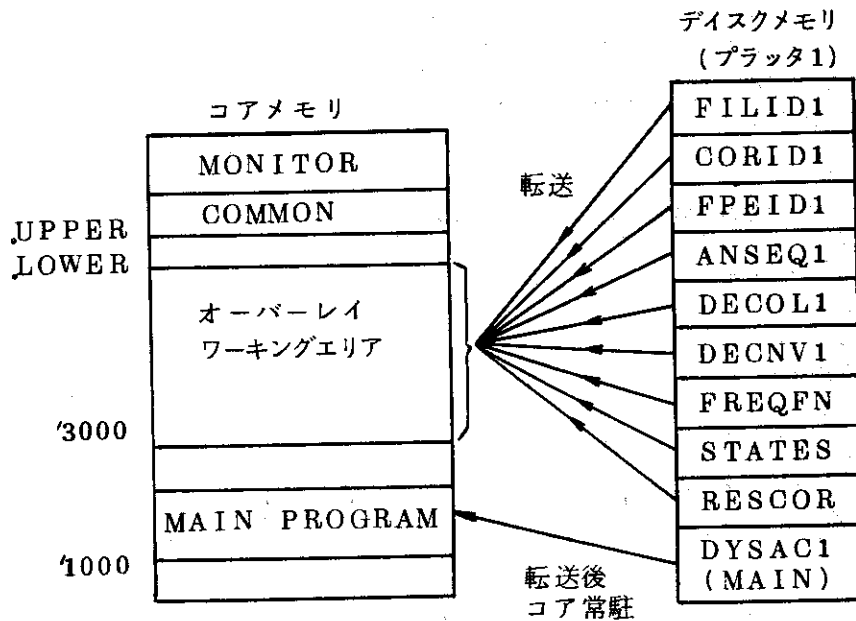 コアメモリ
MONITOR
COMMON
.UPPER
.LOWER
オーバーレイ
ワーキングエリア
'3000
MAIN PROGRAM
'1000
転送
転送後
コア常駐
ディスクメモリ
(プラッタ1)
FILID1
CORID1
FPEID1
ANSEQ1
DECOL1
DECNV1
FREQFN
STATES
RESCOR
DYSAC1
(MAIN)